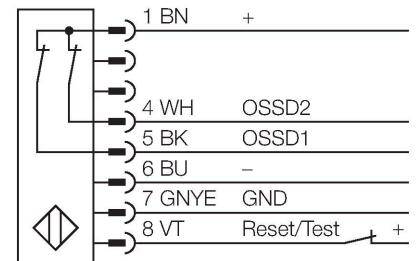 1 BN +
4 WH OSSD2
5 BK OSSD1
6 BU –
7 GNYE GND
8 VT Reset/Test +